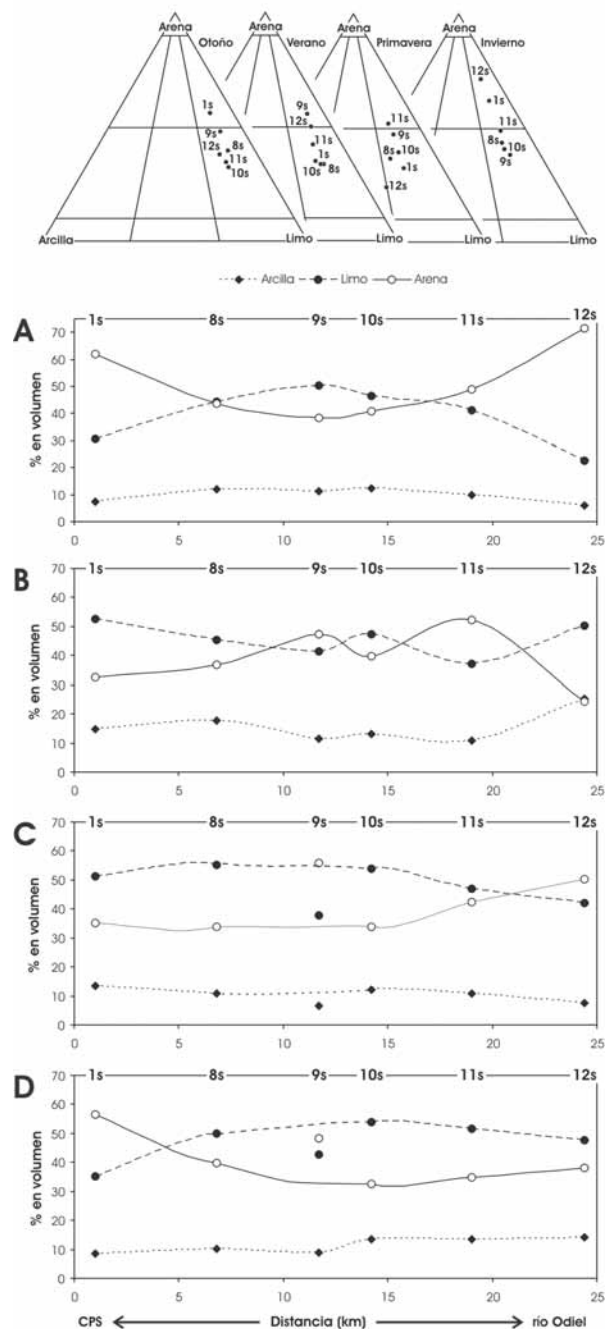 Arena Arena Arena Arena
Otoño Verano Primavera Invierno
12s
1s
1s 9s 11s 11s
9s 12s 9s 8s
12s 8s 11s 8s 10s 10s
11s 1s 9s
10s 10s 8s 1s
12s
Arcilla Limo Limo Limo Limo
Arcilla Limo Arena
A
1s 8s 9s 10s 11s 12s
% en volumen
70
60
50
40
30
20
10
0
0 5 10 15 20 25
B
1s 8s 9s 10s 11s 12s
% en volumen
70
60
50
40
30
20
10
0
0 5 10 15 20 25
C
1s 8s 9s 10s 11s 12s
% en volumen
70
60
50
40
30
20
10
0
0 5 10 15 20 25
D
1s 8s 9s 10s 11s 12s
% en volumen
70
60
50
40
30
20
10
0
0 5 10 15 20 25
CPS Distancia (km) río Odiel